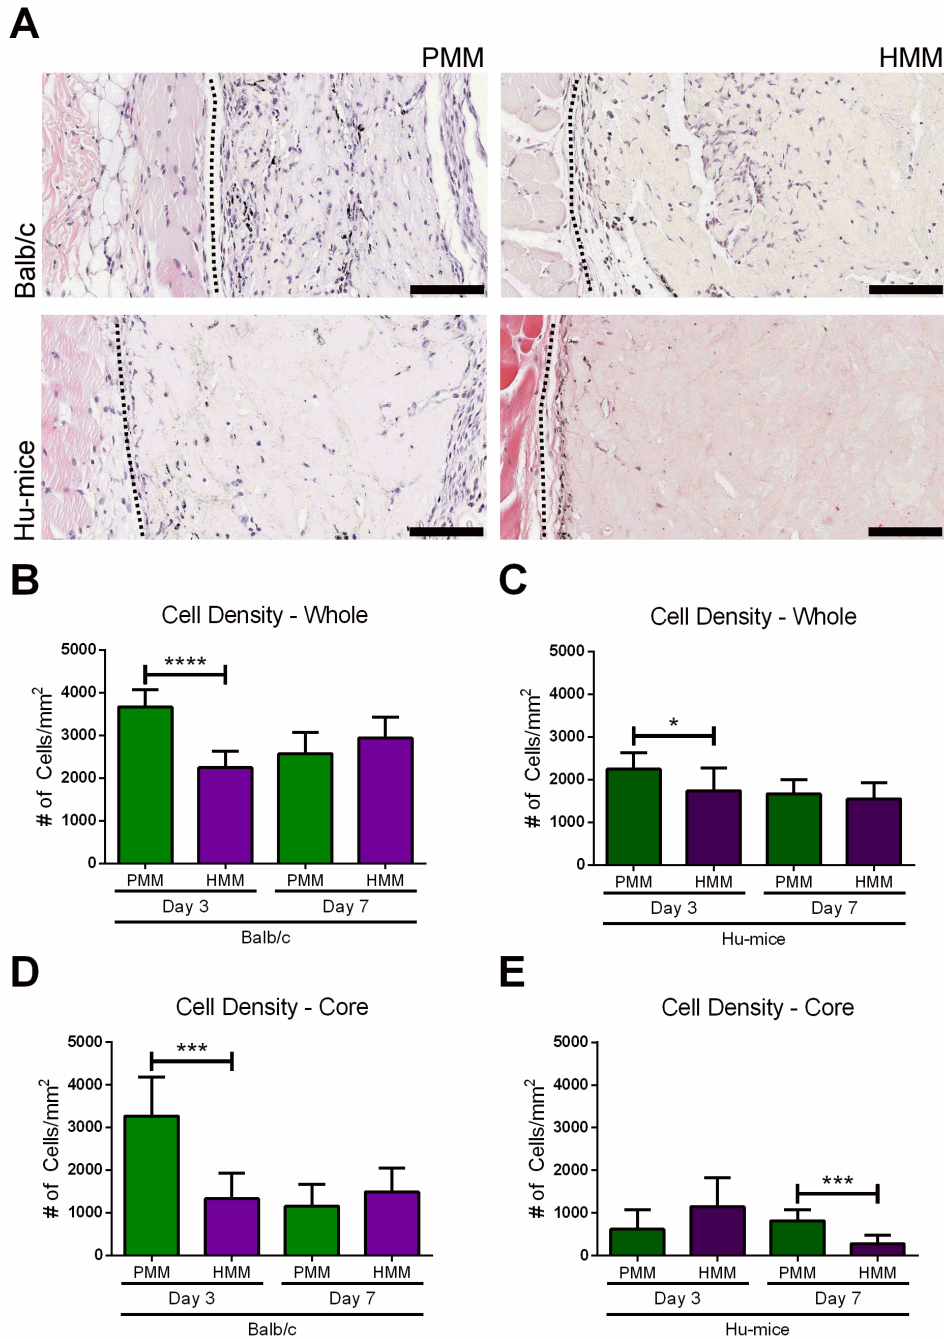 A
PMM
HMM
Balb/c
Hu-mice
B
Cell Density - Whole
# of Cells/mm²
5000
4000
3000
2000
1000
0
****
PMM HMM PMM HMM
Day 3 Day 7
Balb/c
C
Cell Density - Whole
# of Cells/mm²
5000
4000
3000
2000
1000
0
*
PMM HMM PMM HMM
Day 3 Day 7
Hu-mice
D
Cell Density - Core
# of Cells/mm²
5000
4000
3000
2000
1000
0
***
PMM HMM PMM HMM
Day 3 Day 7
Balb/c
E
Cell Density - Core
# of Cells/mm²
5000
4000
3000
2000
1000
0
***
PMM HMM PMM HMM
Day 3 Day 7
Hu-mice